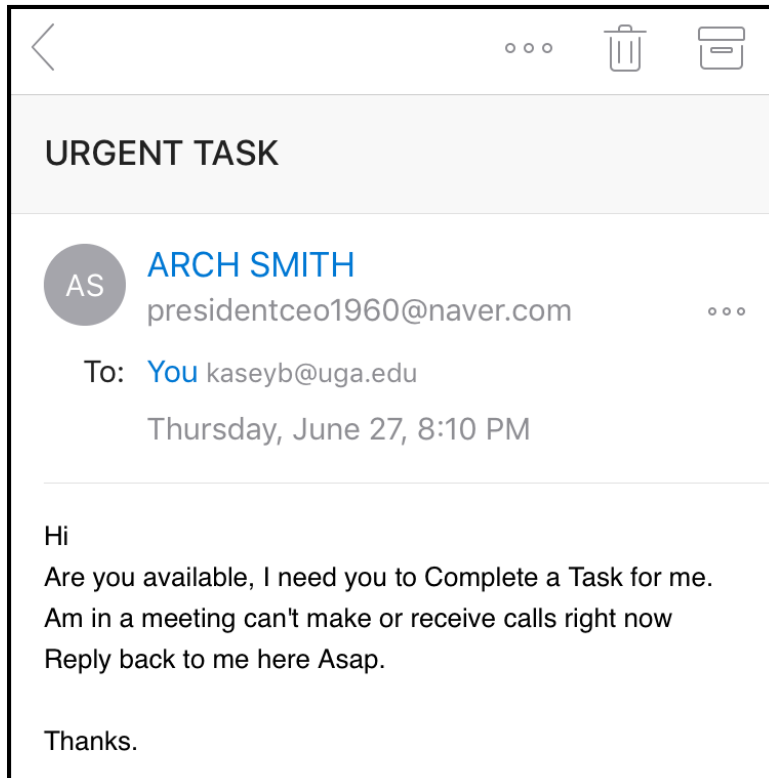 URGENT TASK
AS
ARCH SMITH
presidentceo1960@naver.com
To: You kaseyb@uga.edu
Thursday, June 27, 8:10 PM
Hi
Are you available, I need you to Complete a Task for me.
Am in a meeting can't make or receive calls right now
Reply back to me here Asap.
Thanks.